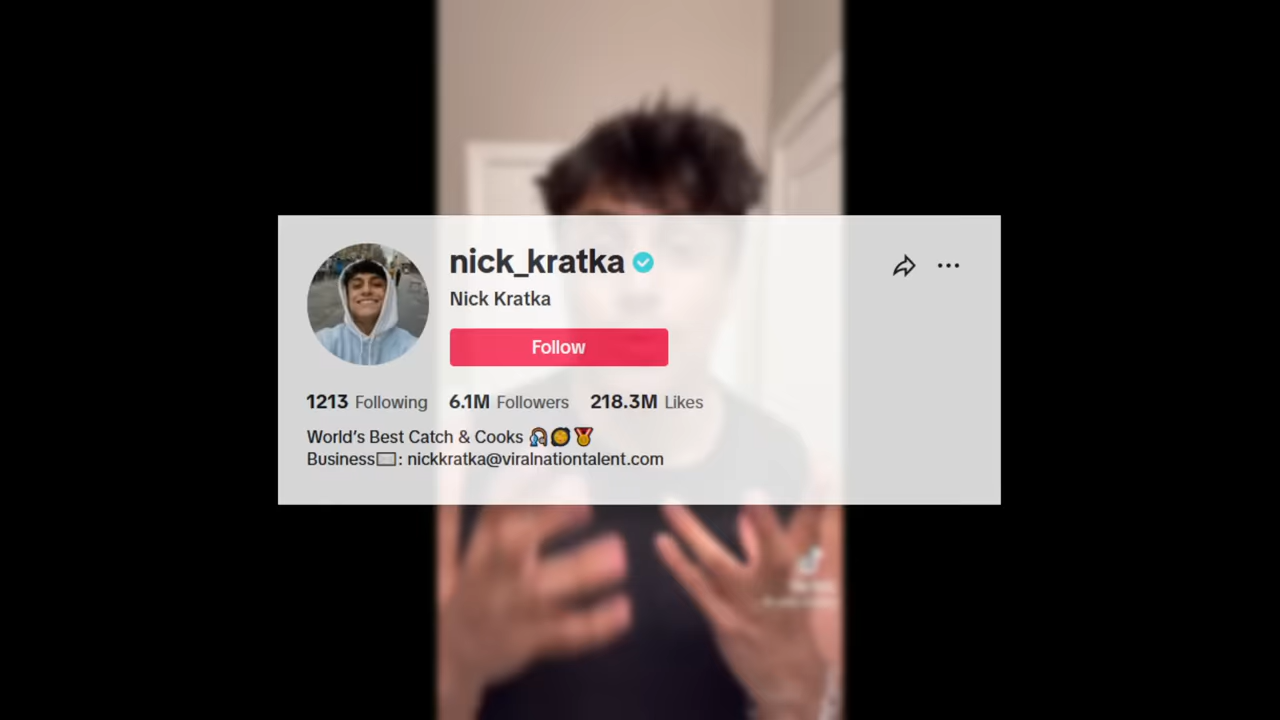 nick_kratka
Nick Kratka
Follow
1213 Following 6.1M Followers 218.3M Likes
World's Best Catch & Cooks 🎣🥘🏅
Business: nickkratka@viralnationtalent.com